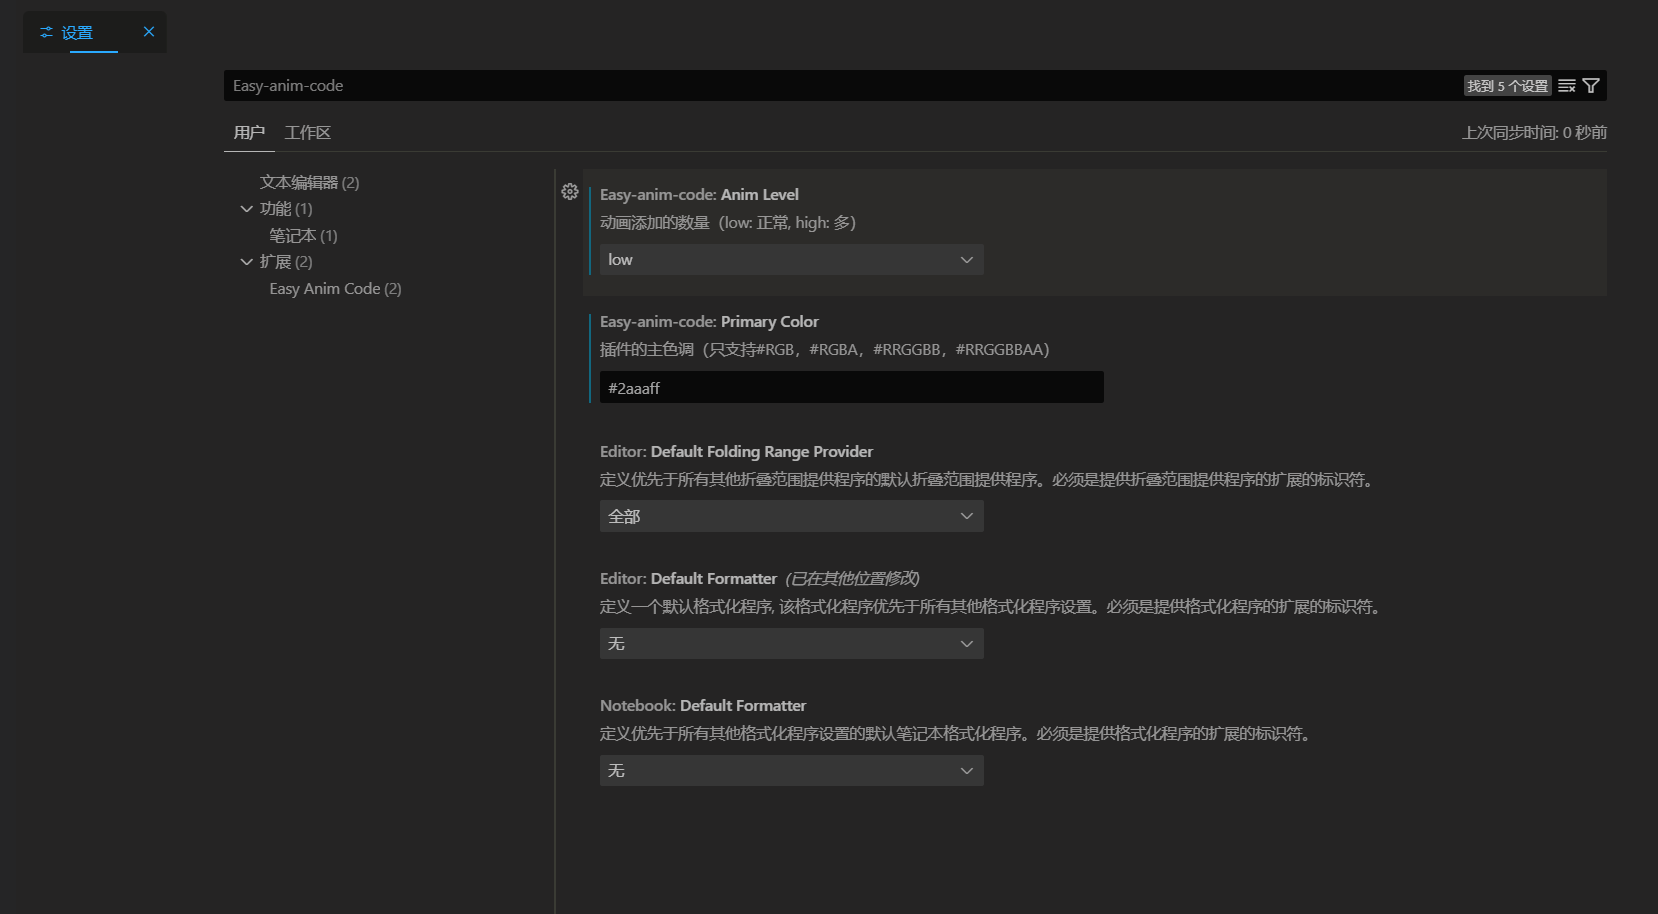 设置
Easy-anim-code
找到 5 个设置
用户 工作区
上次同步时间: 0 秒前
文本编辑器 (2)
功能 (1)
笔记本 (1)
扩展 (2)
Easy Anim Code (2)
Easy-anim-code: Anim Level
动画添加的数量（low: 正常, high: 多）
low
Easy-anim-code: Primary Color
插件的主色调（只支持#RGB，#RGBA，#RRGGBB，#RRGGBBAA）
#2aaaff
Editor: Default Folding Range Provider
定义优先于所有其他折叠范围提供程序的默认折叠范围提供程序。必须是提供折叠范围提供程序的扩展的标识符。
全部
Editor: Default Formatter (已在其他位置修改)
定义一个默认格式化程序, 该格式化程序优先于所有其他格式化程序设置。必须是提供格式化程序的扩展的标识符。
无
Notebook: Default Formatter
定义优先于所有其他格式化程序设置的默认笔记本格式化程序。必须是提供格式化程序的扩展的标识符。
无